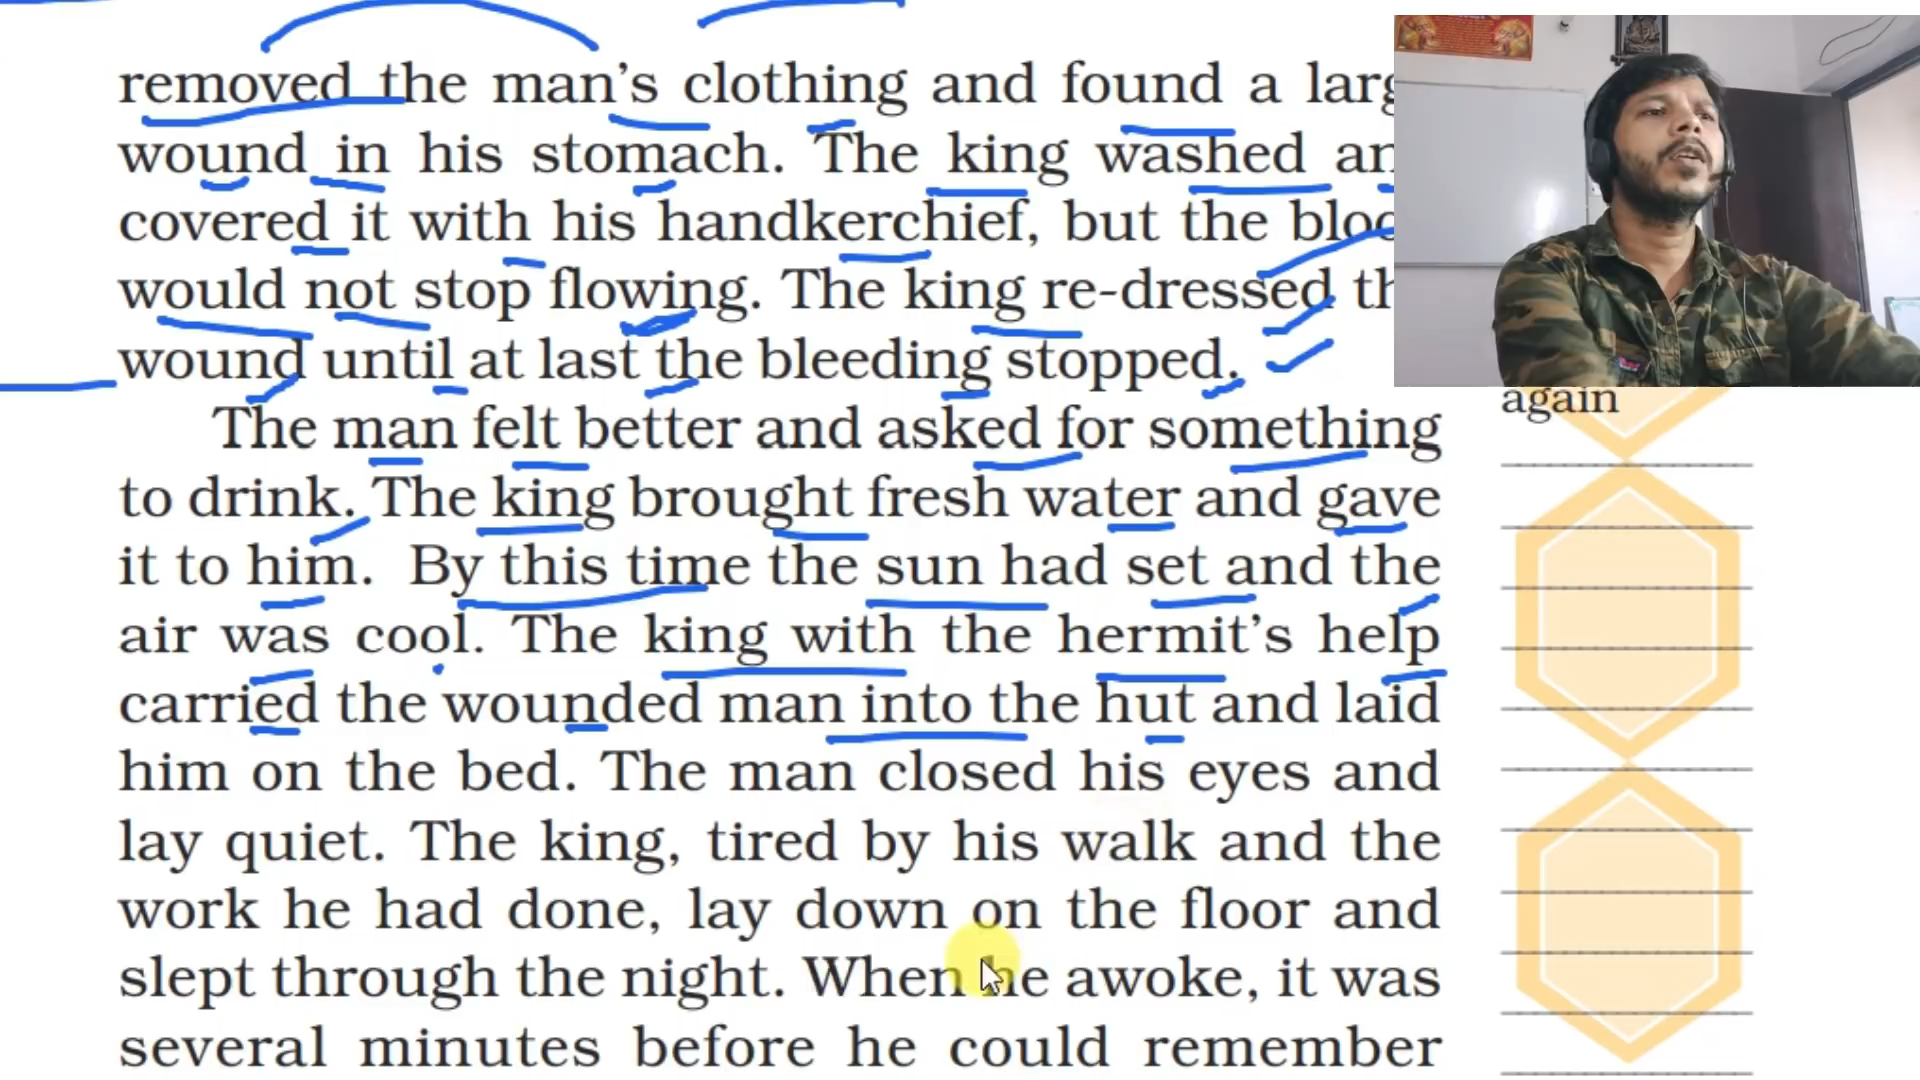 removed the man's clothing and found a
wound in his stomach. The king washed
covered it with his handkerchief, but the
would not stop flowing. The king re-dressed
wound until at last the bleeding stopped.
again
The man felt better and asked for something
to drink. The king brought fresh water and gave
it to him. By this time the sun had set and the
air was cool. The king with the hermit's help
carried the wounded man into the hut and laid
him on the bed. The man closed his eyes and
lay quiet. The king, tired by his walk and the
work he had done, lay down on the floor and
slept through the night. When he awoke, it was
several minutes before he could remember